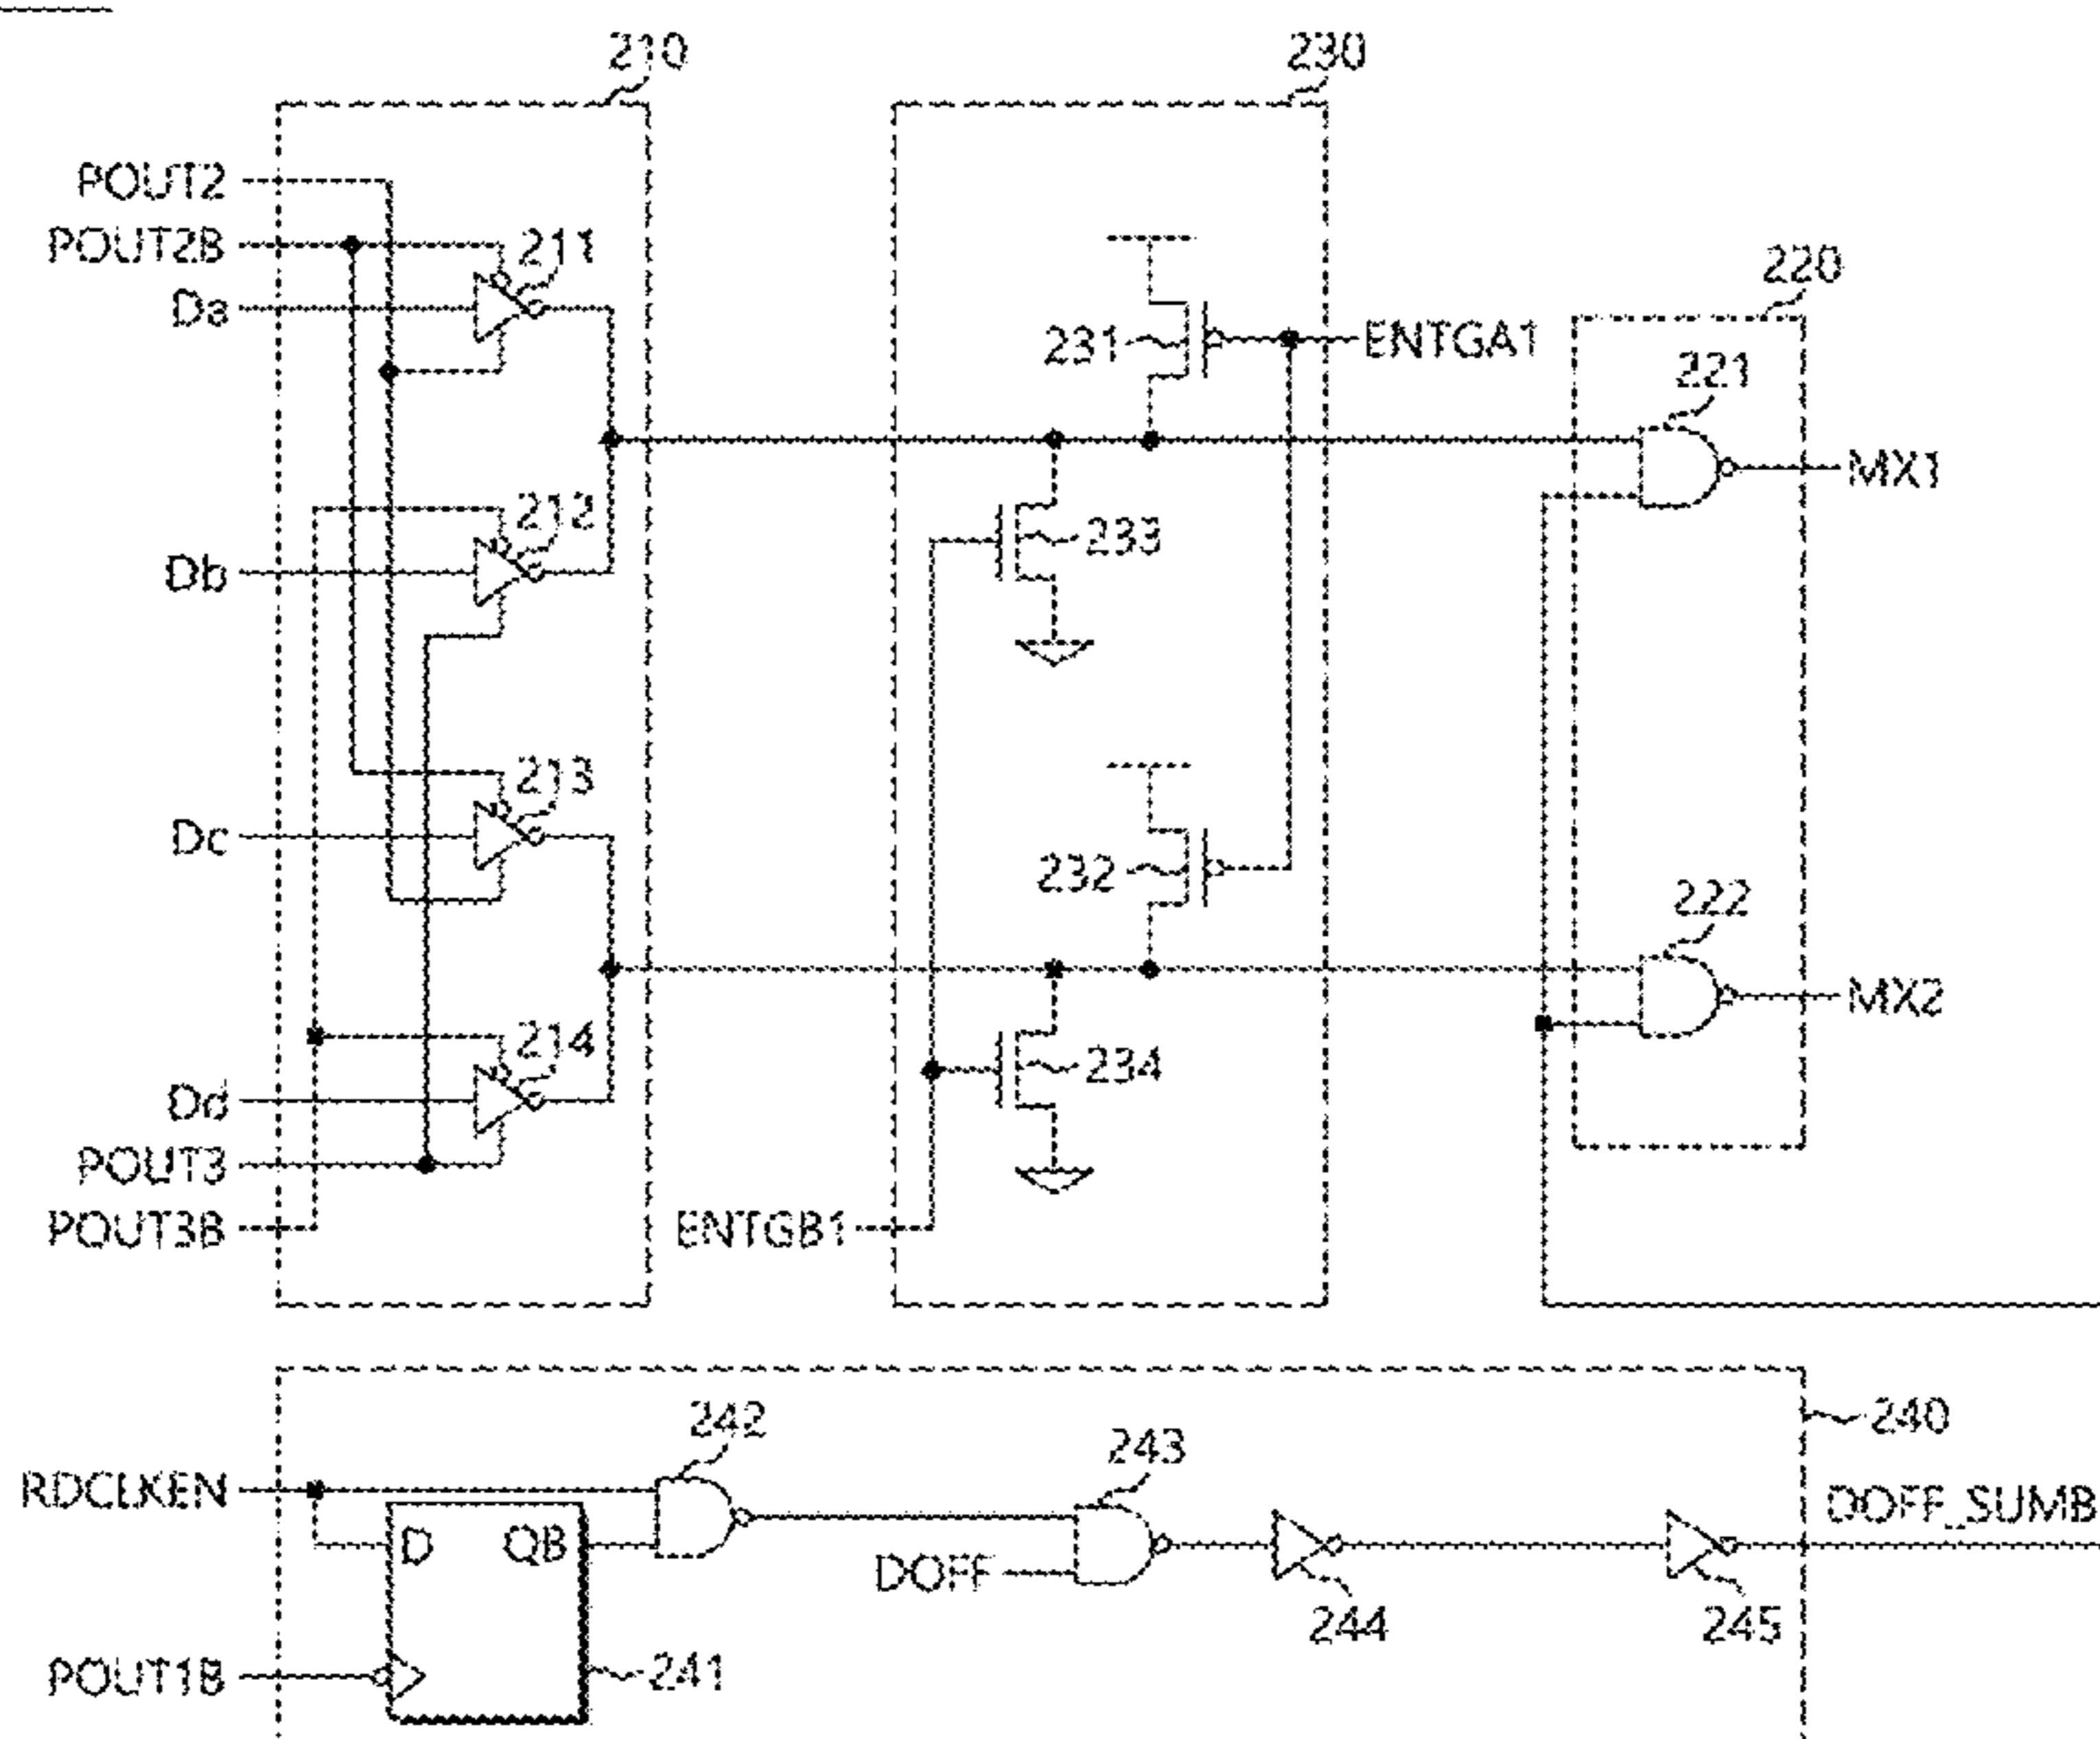 210
230
POUT2
POUT2B
211
220
Da
231
ENTGA1
221
MX1
212
233
Db
213
Dc
232
222
MX2
214
234
Dd
POUT3
POUT3B
ENTGB1
242
243
240
RDCLKEN
DOFF_SUMB
D
QB
DOFF
244
245
POUT1B
241